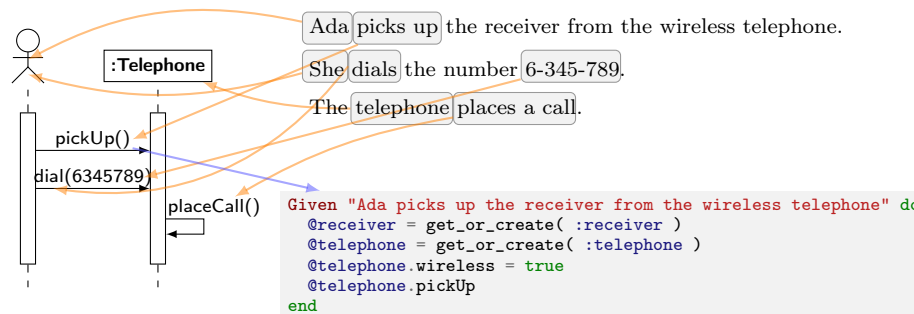 Ada picks up the receiver from the wireless telephone.
She dials the number 6-345-789.
The telephone places a call.
:Telephone
pickUp()
dial(6345789)
placeCall()
Given "Ada picks up the receiver from the wireless telephone" do
@receiver = get_or_create( :receiver )
@telephone = get_or_create( :telephone )
@telephone.wireless = true
@telephone.pickUp
end